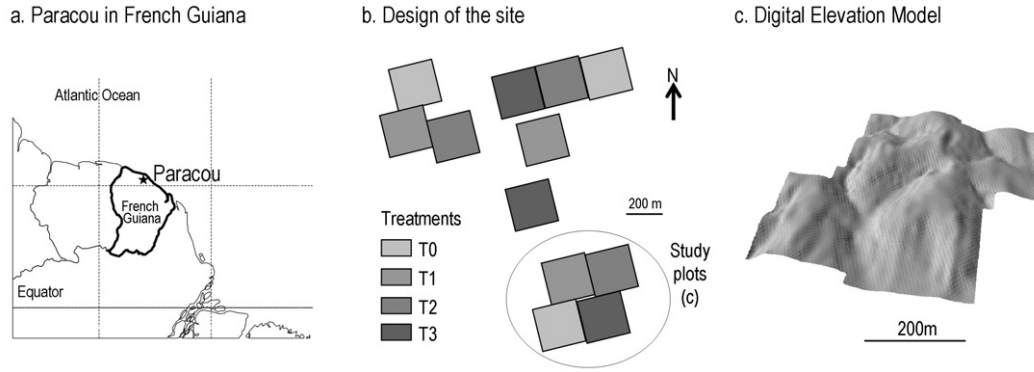 a. Paracou in French Guiana
Atlantic Ocean
Paracou
French
Guiana
Equator
b. Design of the site
N
200 m
Treatments
T0
T1
T2
T3
Study
plots
(c)
c. Digital Elevation Model
200m